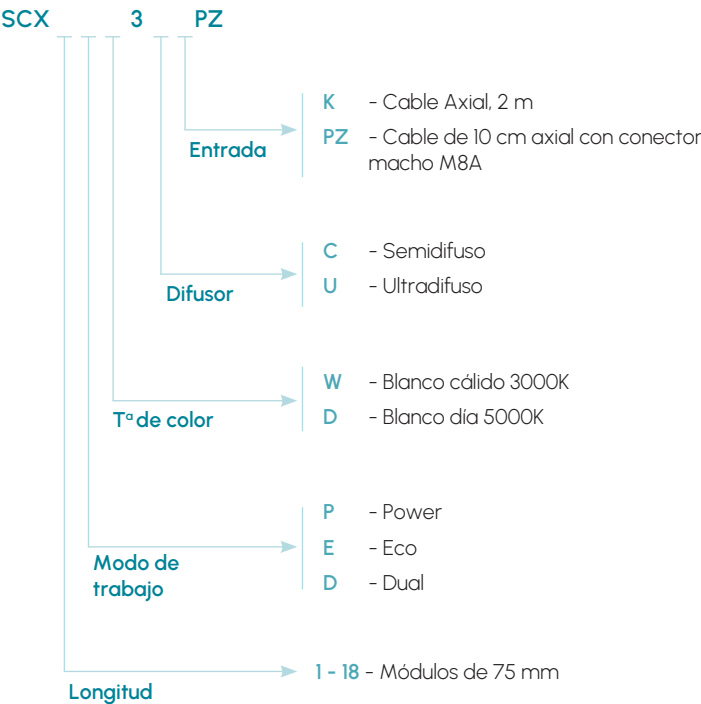 SCX 3 PZ
K - Cable Axial, 2 m
PZ - Cable de 10 cm axial con conector
macho M8A
Entrada
C - Semidifuso
U - Ultradifuso
Difusor
W - Blanco cálido 3000K
D - Blanco día 5000K
Tª de color
P - Power
E - Eco
D - Dual
Modo de
trabajo
1 - 18 - Módulos de 75 mm
Longitud